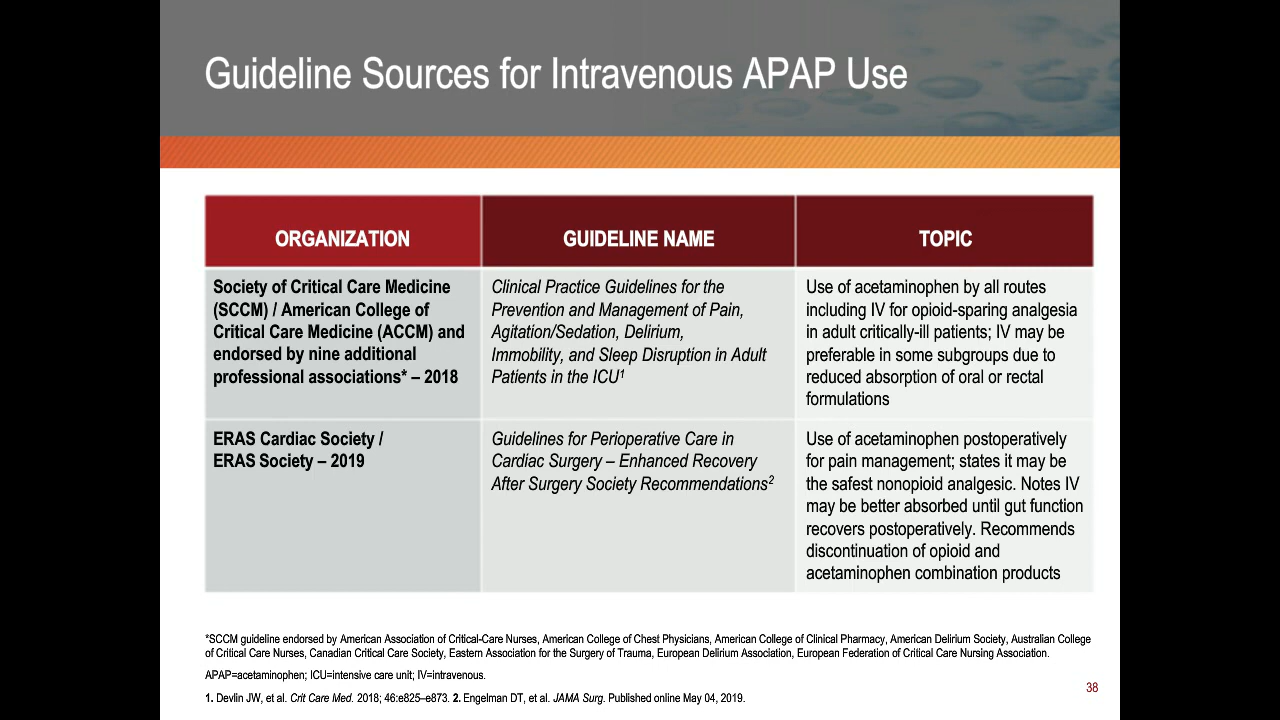 Guideline Sources for Intravenous APAP Use
ORGANIZATION
GUIDELINE NAME
TOPIC
Society of Critical Care Medicine
(SCCM) / American College of
Critical Care Medicine (ACCM) and
endorsed by nine additional
professional associations* – 2018
Clinical Practice Guidelines for the
Prevention and Management of Pain,
Agitation/Sedation, Delirium,
Immobility, and Sleep Disruption in Adult
Patients in the ICU¹
Use of acetaminophen by all routes
including IV for opioid-sparing analgesia
in adult critically-ill patients; IV may be
preferable in some subgroups due to
reduced absorption of oral or rectal
formulations
ERAS Cardiac Society /
ERAS Society – 2019
Guidelines for Perioperative Care in
Cardiac Surgery – Enhanced Recovery
After Surgery Society Recommendations²
Use of acetaminophen postoperatively
for pain management; states it may be
the safest nonopioid analgesic. Notes IV
may be better absorbed until gut function
recovers postoperatively. Recommends
discontinuation of opioid and
acetaminophen combination products
*SCCM guideline endorsed by American Association of Critical-Care Nurses, American College of Chest Physicians, American College of Clinical Pharmacy, American Delirium Society, Australian College
of Critical Care Nurses, Canadian Critical Care Society, Eastern Association for the Surgery of Trauma, European Delirium Association, European Federation of Critical Care Nursing Association.
APAP=acetaminophen; ICU=intensive care unit; IV=intravenous.
1. Devlin JW, et al. Crit Care Med. 2018; 46:e825–e873. 2. Engelman DT, et al. JAMA Surg. Published online May 04, 2019.
38